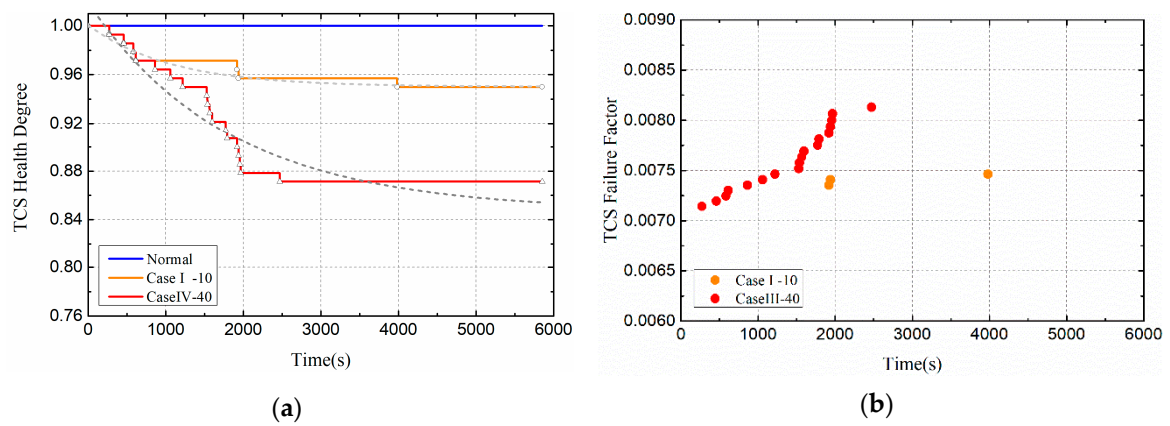 TCS Health Degree
1.00
0.96
0.92
0.88
0.84
0.80
0.76
Normal
Case Ⅰ -10
CaseⅣ-40
0 1000 2000 3000 4000 5000 6000
Time(s)
(a)
TCS Failure Factor
0.0090
0.0085
0.0080
0.0075
0.0070
0.0065
0.0060
Case Ⅰ -10
CaseⅢ-40
0 1000 2000 3000 4000 5000 6000
Time(s)
(b)